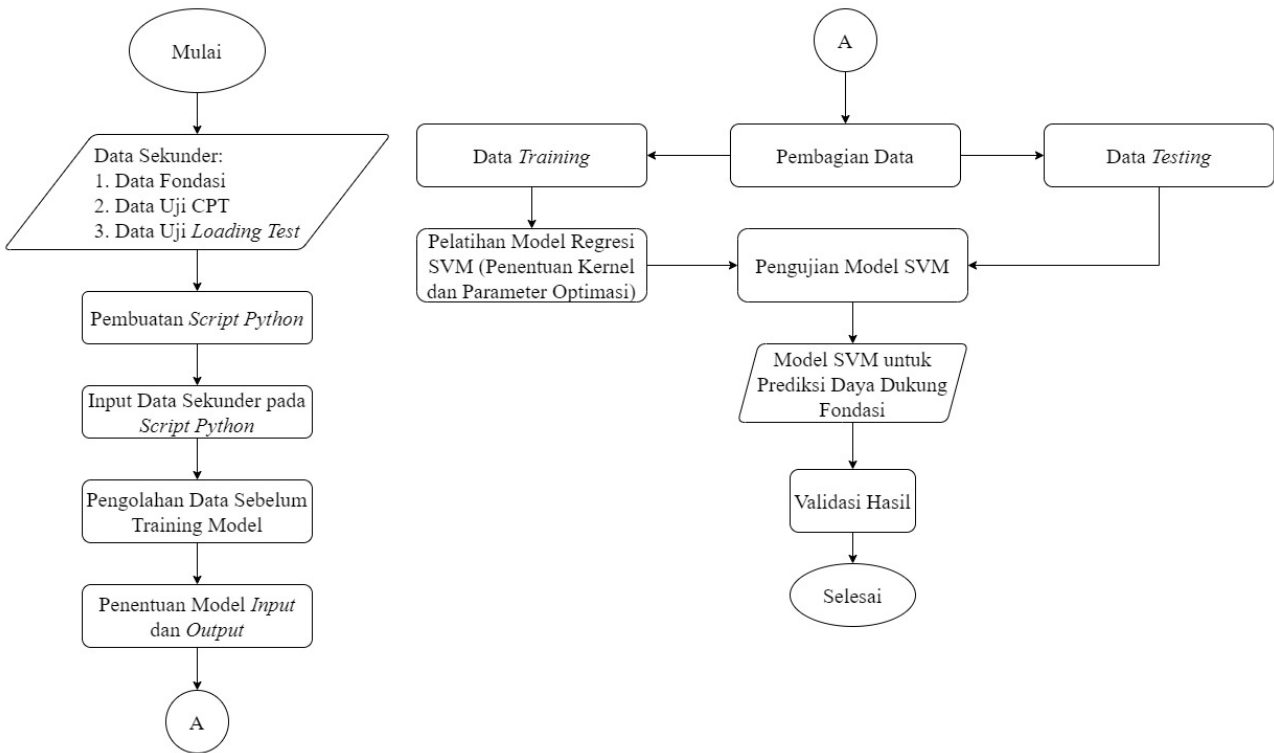 Mulai
Data Sekunder:
1. Data Fondasi
2. Data Uji CPT
3. Data Uji Loading Test
Pembuatan Script Python
Input Data Sekunder pada
Script Python
Pengolahan Data Sebelum
Training Model
Penentuan Model Input
dan Output
A
A
Pembagian Data
Data Training
Data Testing
Pelatihan Model Regresi
SVM (Penentuan Kernel
dan Parameter Optimasi)
Pengujian Model SVM
Model SVM untuk
Prediksi Daya Dukung
Fondasi
Validasi Hasil
Selesai